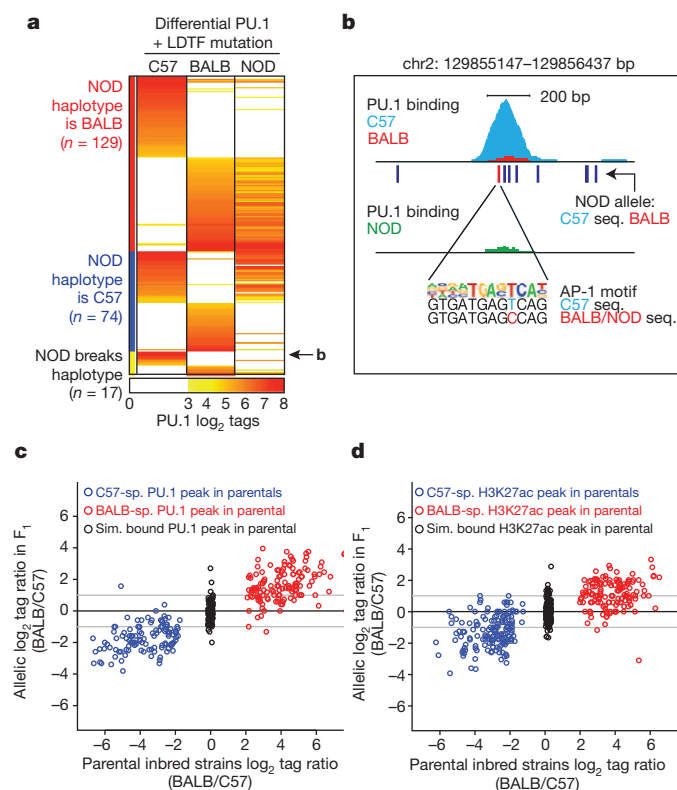 a
Differential PU.1
+ LDTF mutation
C57 BALB NOD
NOD
haplotype
is BALB
(n = 129)
NOD
haplotype
is C57
(n = 74)
NOD breaks
haplotype
(n = 17)
b
0 3 4 5 6 7 8
PU.1 log2 tags
b
chr2: 129855147–129856437 bp
200 bp
PU.1 binding
C57
BALB
NOD allele:
C57 seq. BALB
PU.1 binding
NOD
AP-1 motif
GTGATGAGTCAG C57 seq.
GTGATGAGCCAG BALB/NOD seq.
c
C57-sp. PU.1 peak in parentals
BALB-sp. PU.1 peak in parental
Sim. bound PU.1 peak in parental
Allelic log2 tag ratio in F1
(BALB/C57)
6
4
2
0
−2
−4
−6
−6 −4 −2 0 2 4 6
Parental inbred strains log2 tag ratio
(BALB/C57)
d
C57-sp. H3K27ac peak in parentals
BALB-sp. H3K27ac peak in parental
Sim. bound H3K27ac peak in parental
Allelic log2 tag ratio in F1
(BALB/C57)
6
4
2
0
−2
−4
−6
−6 −4 −2 0 2 4 6
Parental inbred strains log2 tag ratio
(BALB/C57)